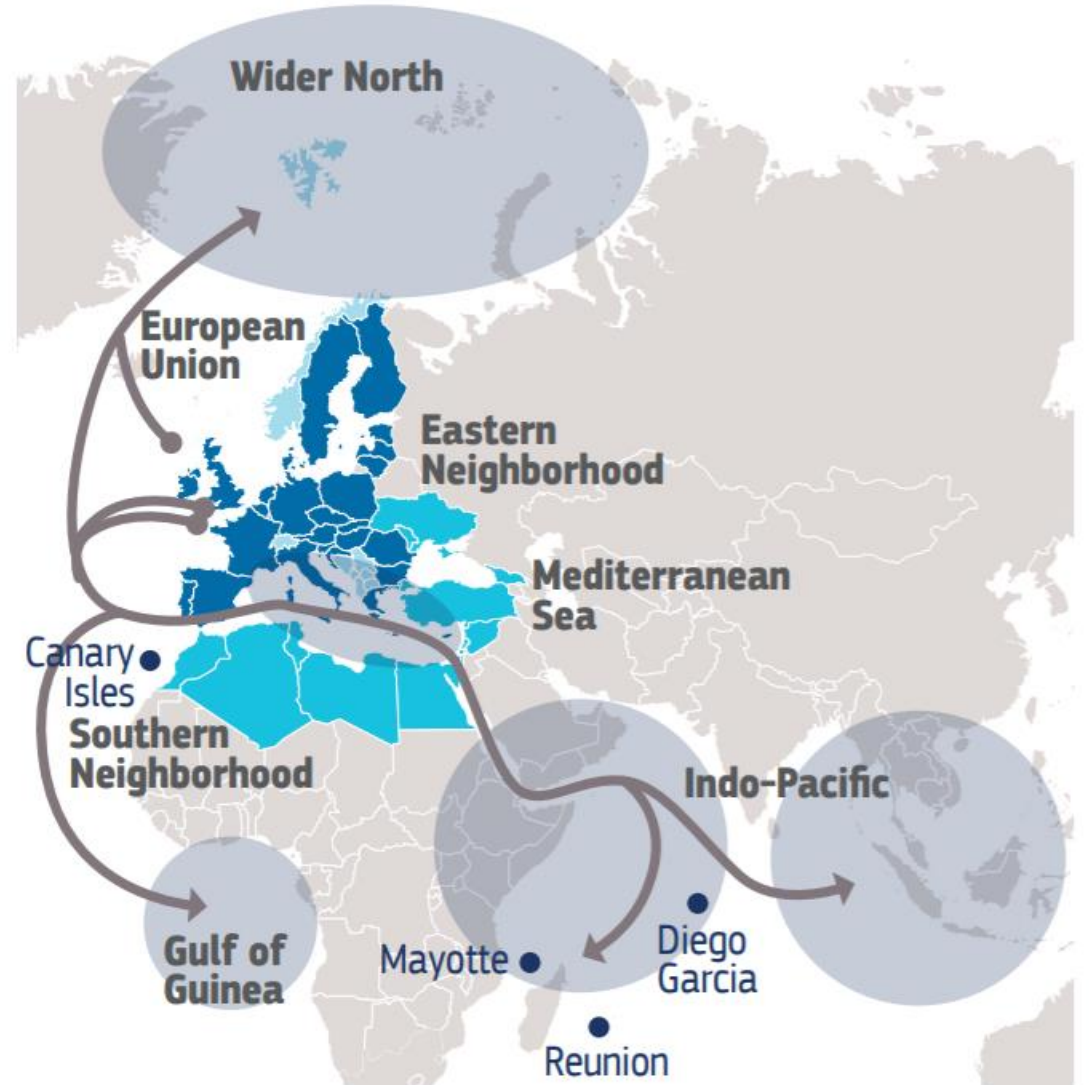 Wider North
European
Union
Eastern
Neighborhood
Mediterranean
Sea
Canary
Isles
Southern
Neighborhood
Indo-Pacific
Gulf of
Guinea
Mayotte
Diego
Garcia
Reunion